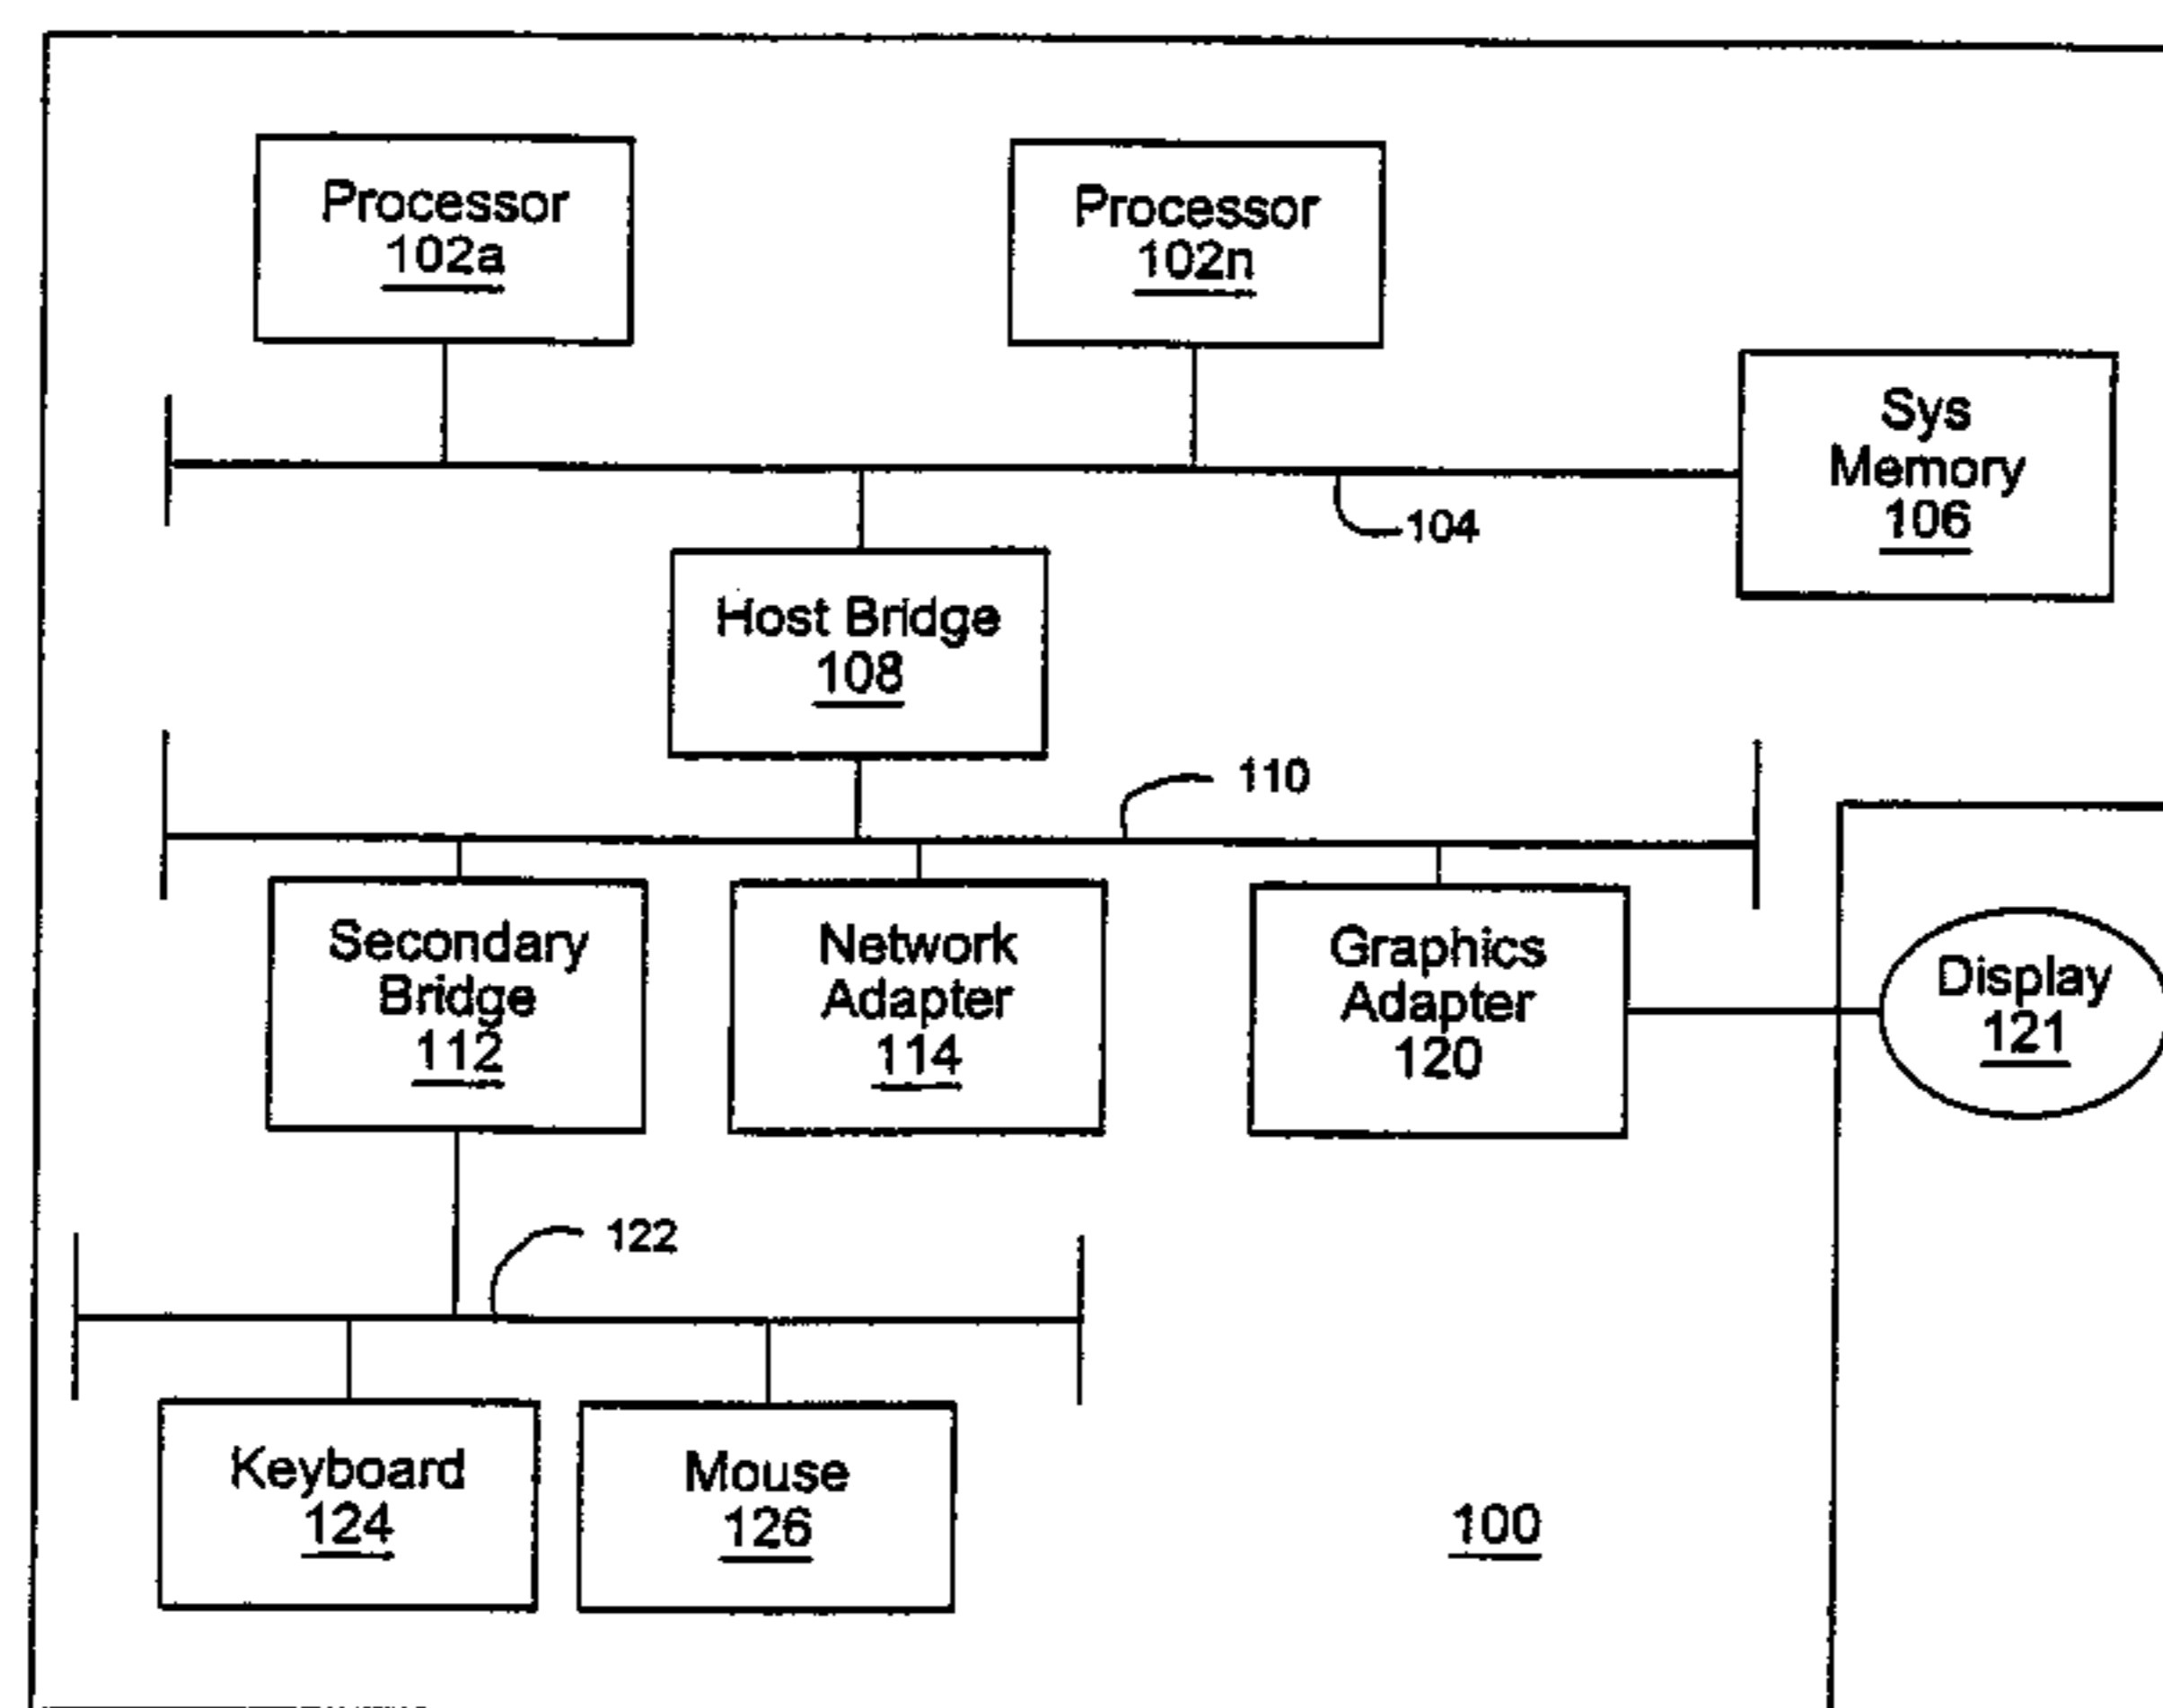 Processor
102a
Processor
102n
Sys
Memory
106
104
Host Bridge
108
110
Secondary
Bridge
112
Network
Adapter
114
Graphics
Adapter
120
Display
121
122
Keyboard
124
Mouse
126
100